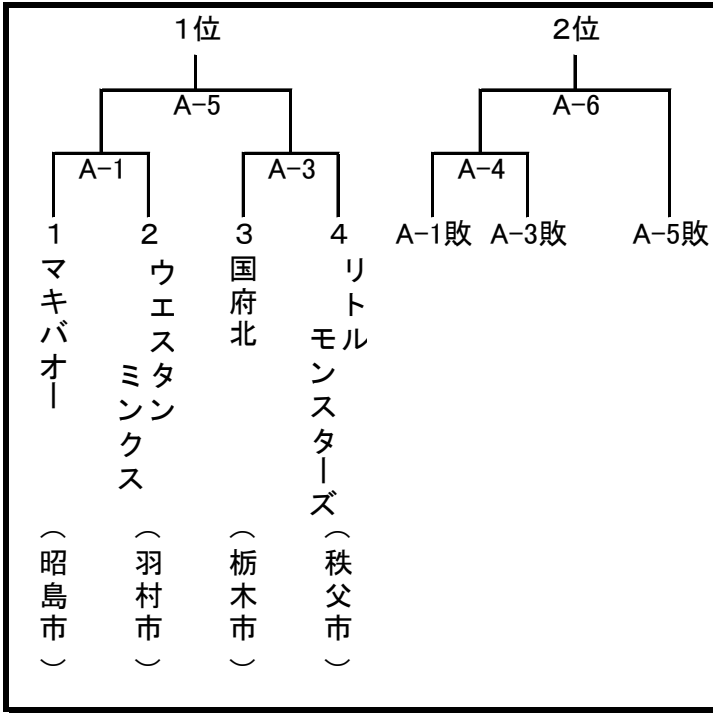 1位
2位
A-5
A-6
A-1
A-3
A-4
1
2
3
4
A-1敗
A-3敗
A-5敗
マキバオー
ウエスタン
ミンクス
国府北
リトル
モンスターズ
（昭島市）
（羽村市）
（栃木市）
（秩父市）